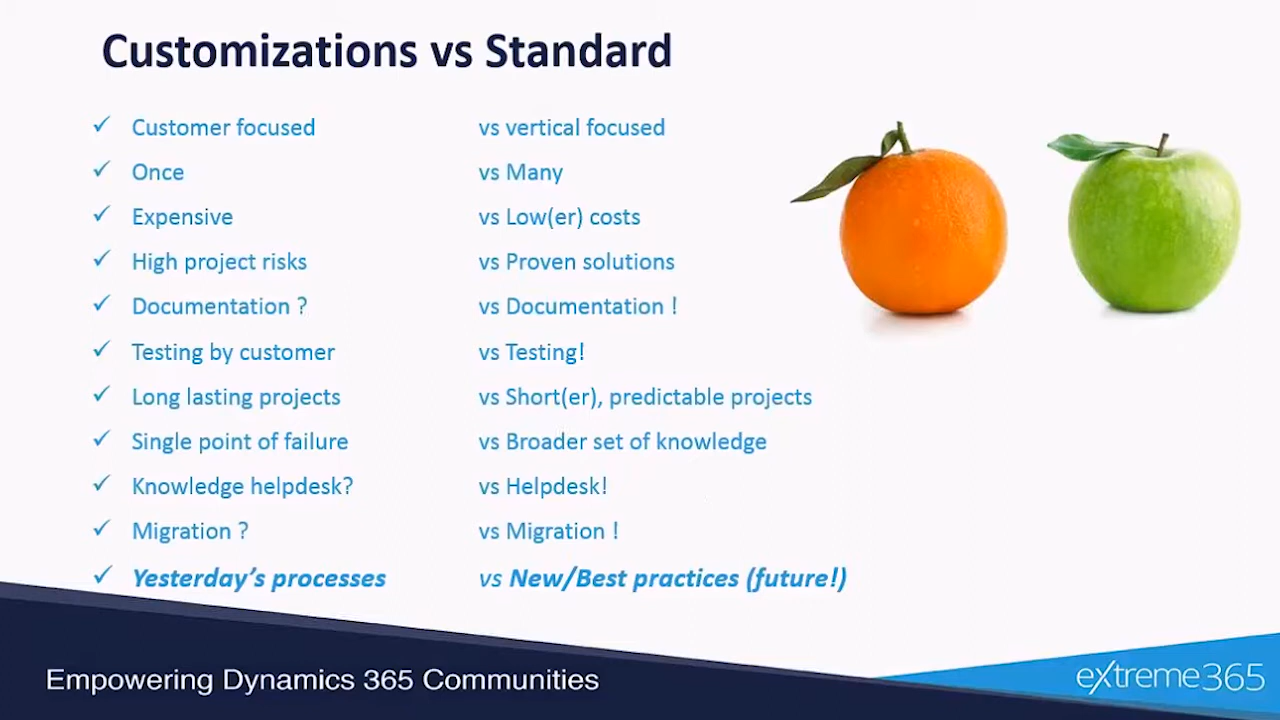 Customizations vs Standard
✓ Customer focused vs vertical focused
✓ Once vs Many
✓ Expensive vs Low(er) costs
✓ High project risks vs Proven solutions
✓ Documentation ? vs Documentation !
✓ Testing by customer vs Testing!
✓ Long lasting projects vs Short(er), predictable projects
✓ Single point of failure vs Broader set of knowledge
✓ Knowledge helpdesk? vs Helpdesk!
✓ Migration ? vs Migration !
✓ Yesterday's processes vs New/Best practices (future!)
Empowering Dynamics 365 Communities
eXtreme365